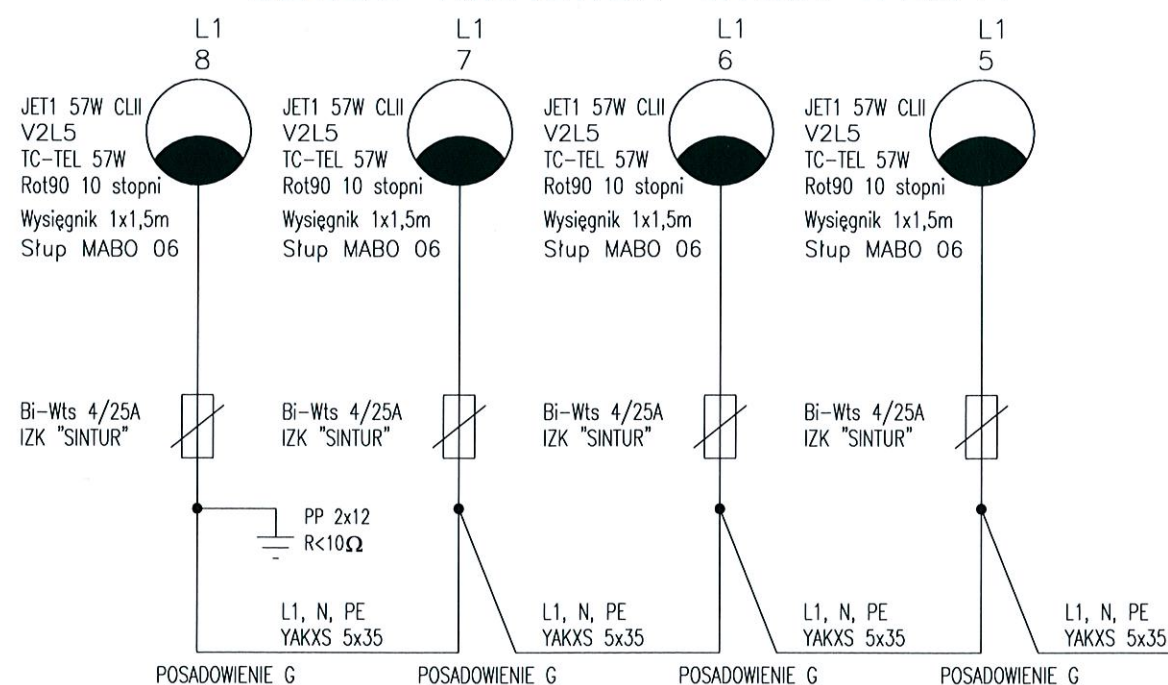 L1
8
JET1 57W CLII
V2L5
TC-TEL 57W
Rot90 10 stopni
Wysięgnik 1x1,5m
Słup MABO 06
Bi-Wts 4/25A
IZK "SINTUR"
PP 2x12
R<10Ω
L1, N, PE
YAKXS 5x35
POSADOWIENIE G
L1
7
JET1 57W CLII
V2L5
TC-TEL 57W
Rot90 10 stopni
Wysięgnik 1x1,5m
Słup MABO 06
Bi-Wts 4/25A
IZK "SINTUR"
L1, N, PE
YAKXS 5x35
POSADOWIENIE G
L1
6
JET1 57W CLII
V2L5
TC-TEL 57W
Rot90 10 stopni
Wysięgnik 1x1,5m
Słup MABO 06
Bi-Wts 4/25A
IZK "SINTUR"
L1, N, PE
YAKXS 5x35
POSADOWIENIE G
L1
5
JET1 57W CLII
V2L5
TC-TEL 57W
Rot90 10 stopni
Wysięgnik 1x1,5m
Słup MABO 06
Bi-Wts 4/25A
IZK "SINTUR"
L1, N, PE
YAKXS 5x35
POSADOWIENIE G